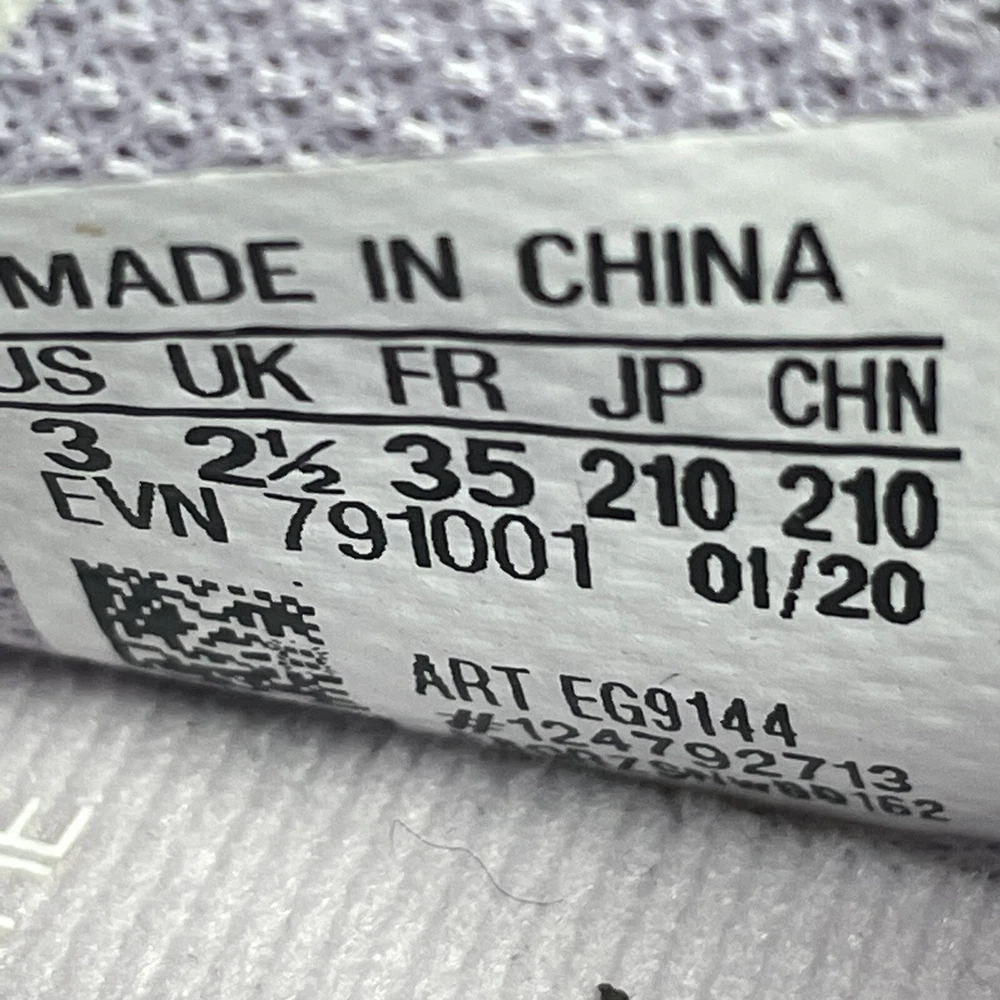 MADE IN CHINA
US UK FR JP CHN
3 2½ 35 210 210
EVN 791001 01/20
ART EG9144
#124792713